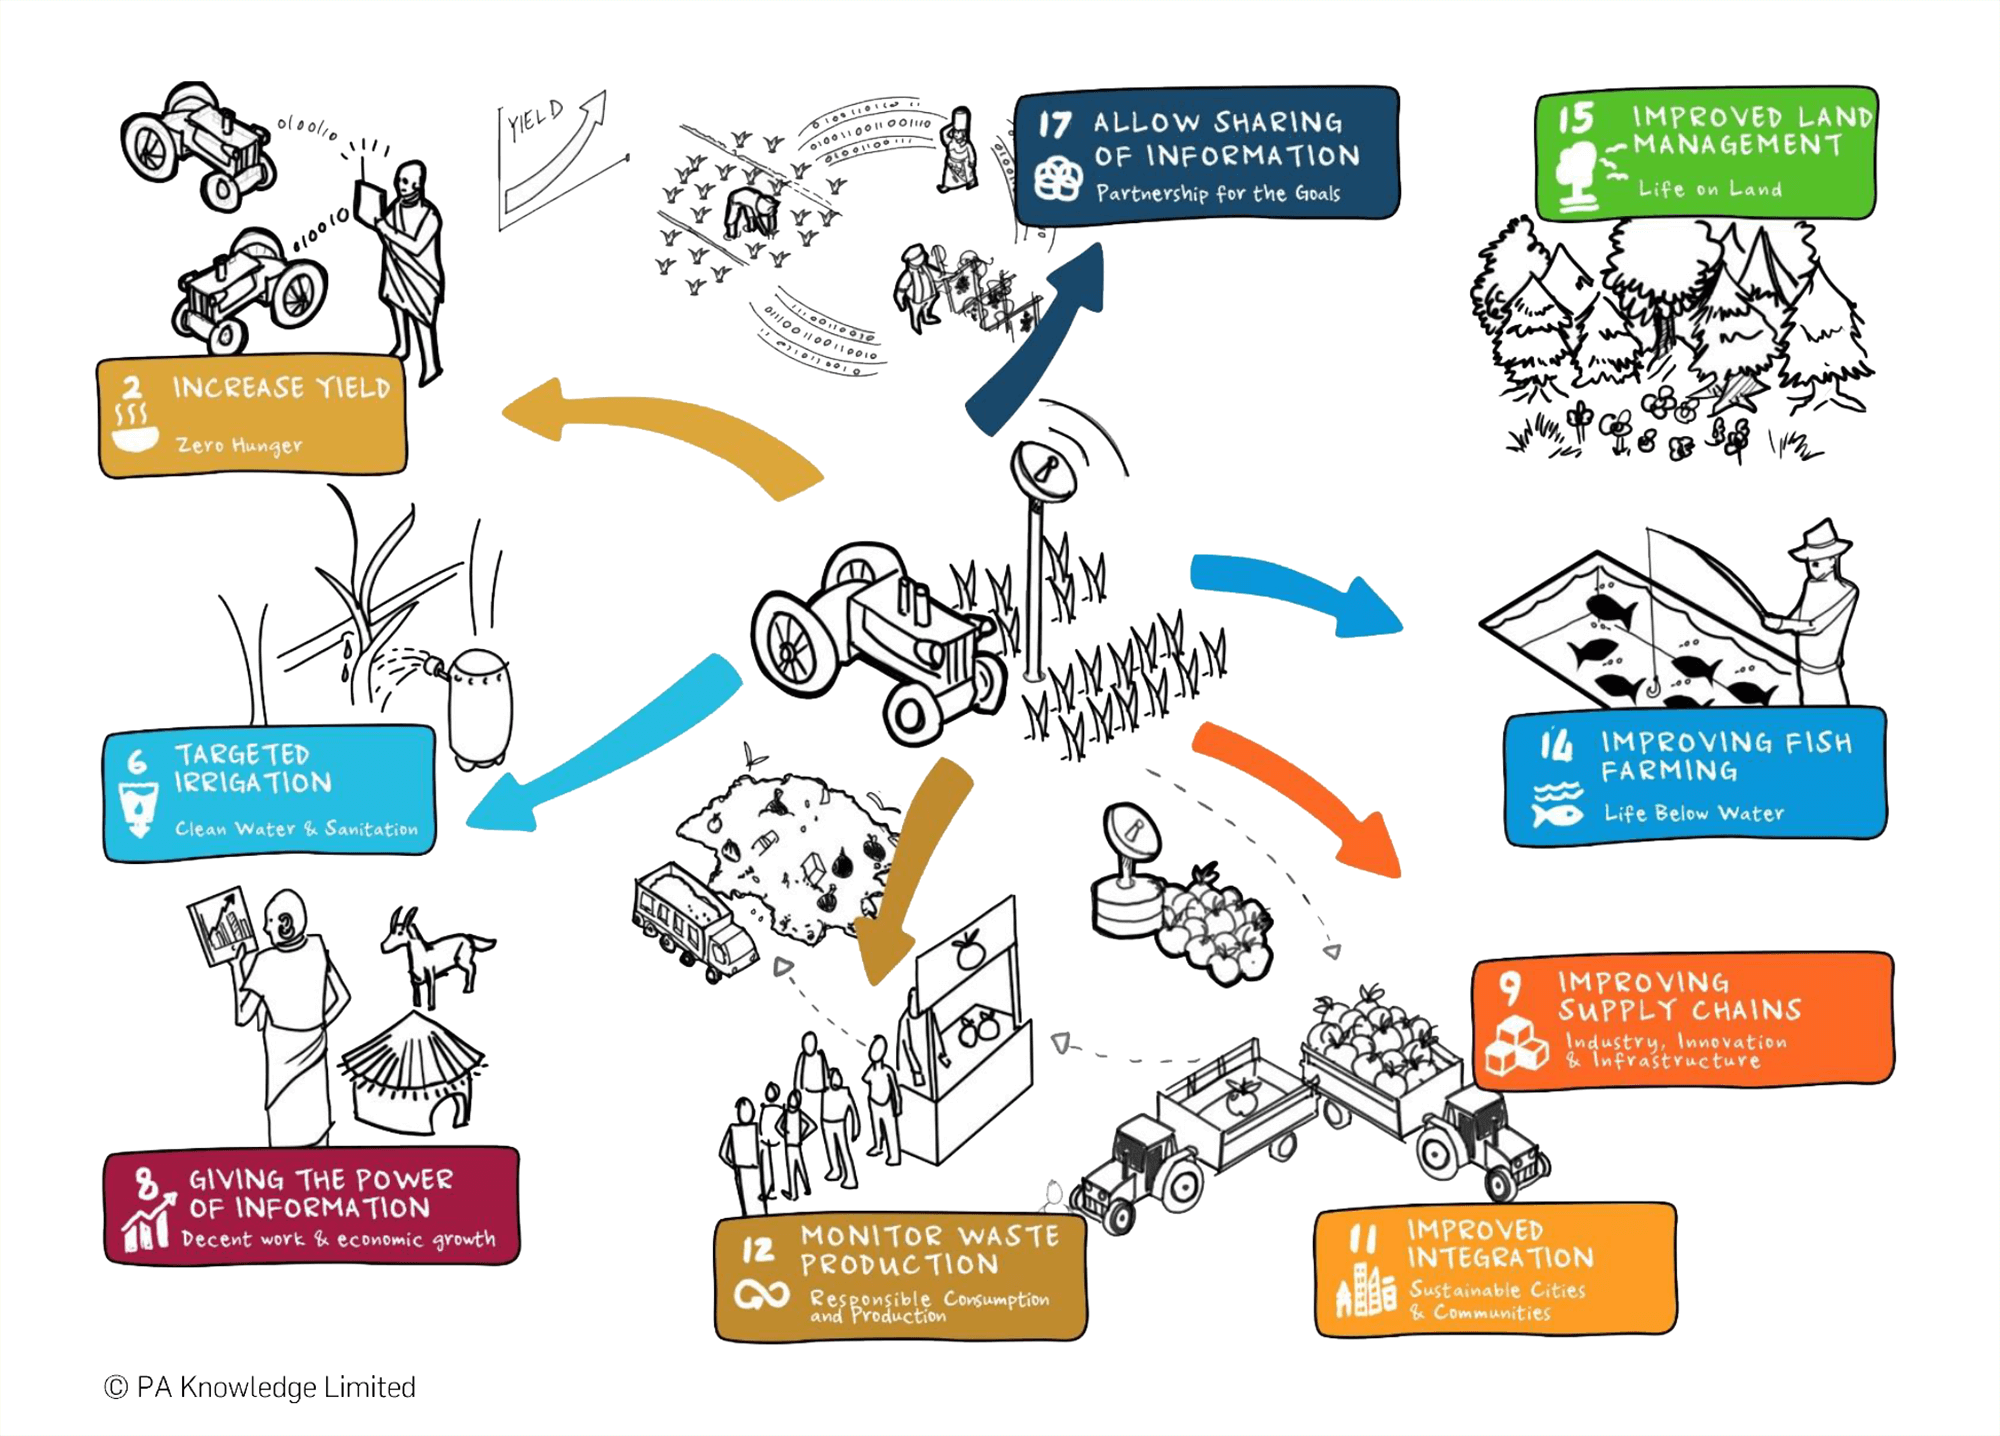 YIELD
010011000110
001100110011
17 ALLOW SHARING
OF INFORMATION
Partnership for the Goals
15 IMPROVED LAND
MANAGEMENT
Life on Land
2 INCREASE YIELD
Zero Hunger
6 TARGETED
IRRIGATION
Clean Water & Sanitation
14 IMPROVING FISH
FARMING
Life Below Water
9 IMPROVING
SUPPLY CHAINS
Industry, Innovation
& Infrastructure
8 GIVING THE POWER
OF INFORMATION
Decent work & economic growth
12 MONITOR WASTE
PRODUCTION
Responsible Consumption
and Production
11 IMPROVED
INTEGRATION
Sustainable Cities
& Communities
© PA Knowledge Limited